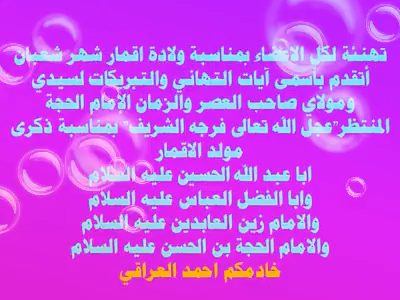 تهنئة لكل الاعضاء بمناسبة ولادة اقمار شهر شعبان
أتقدم بأسمى آيات التهاني والتبريكات لسيدي
ومولاي صاحب العصر والزمان الإمام الحجة
المنتظر"عجل الله تعالى فرجه الشريف" بمناسبة ذكرى
مولد الاقمار
ابا عبد الله الحسين عليه السلام
وابا الفضل العباس عليه السلام
والامام زين العابدين عليه السلام
والامام الحجة بن الحسن عليه السلام
خادمكم احمد العراقي